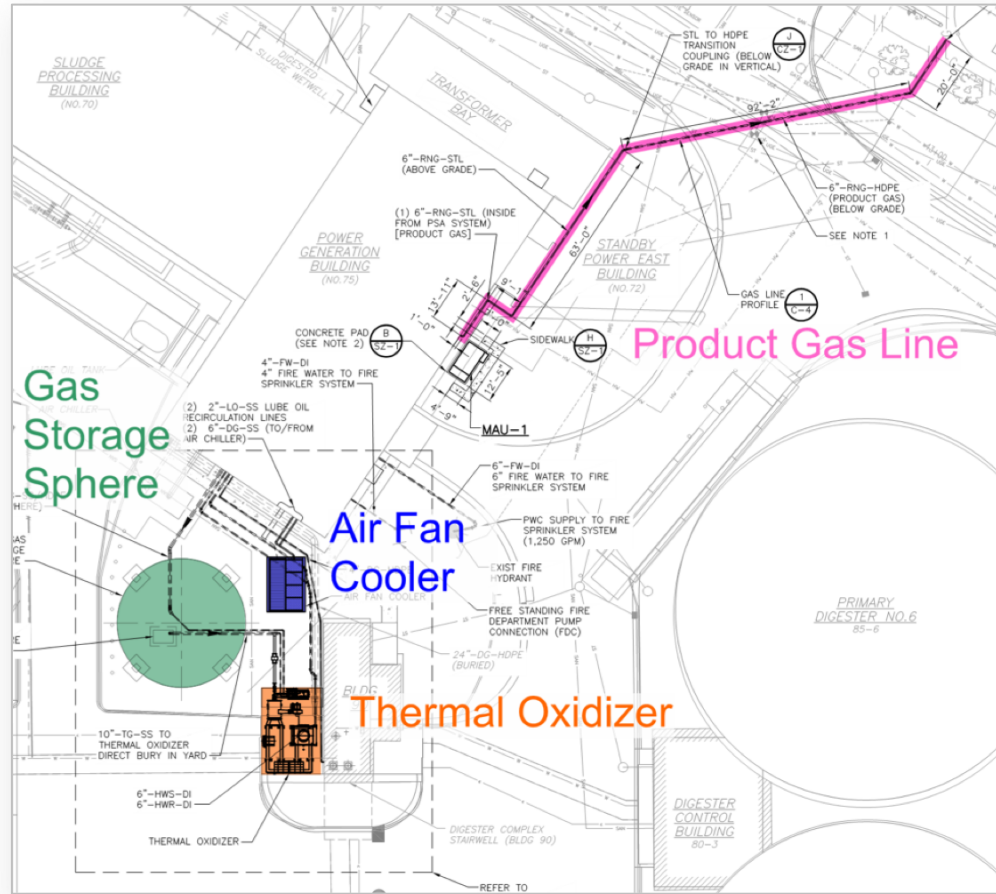 SLUDGE
PROCESSING
BUILDING
(NO.70)
DIGESTED
SLUDGE WETWELL
TRANSFORMER
BAY
STL TO HDPE
TRANSITION
COUPLING (BELOW
GRADE IN VERTICAL)
J
CZ-1
20'-0"
92'-2"
6"-RNG-STL
(ABOVE GRADE)
6"-RNG-HDPE
(PRODUCT GAS)
(BELOW GRADE)
SEE NOTE 1
(1) 6"-RNG-STL (INSIDE
FROM PSA SYSTEM)
[PRODUCT GAS]
POWER
GENERATION
BUILDING
(NO.75)
63'-0"
STANDBY
POWER EAST
BUILDING
(NO.72)
GAS LINE
PROFILE
1
C-4
13'-11"
1'-0"
CONCRETE PAD
(SEE NOTE 2)
B
SZ-1
SIDEWALK
H
SZ-1
Product Gas Line
12'-5"
4'-9"
MAU-1
4"-FW-DI
4" FIRE WATER TO FIRE
SPRINKLER SYSTEM
Gas
Storage
Sphere
(2) 2"-LO-SS LUBE OIL
RECIRCULATION LINES
(2) 6"-DG-SS (TO/FROM
AIR CHILLER)
6"-FW-DI
6" FIRE WATER TO FIRE
SPRINKLER SYSTEM
PWC SUPPLY TO FIRE
SPRINKLER SYSTEM
(1,250 GPM)
Air Fan
Cooler
EXIST FIRE
HYDRANT
AIR FAN COOLER
FREE STANDING FIRE
DEPARTMENT PUMP
CONNECTION (FDC)
24"-DG-HDPE
(BURIED)
PRIMARY
DIGESTER NO.6
85-6
BLDG
Thermal Oxidizer
10"-TG-SS TO
THERMAL OXIDIZER
DIRECT BURY IN YARD
6"-HWS-DI
6"-HWR-DI
THERMAL OXIDIZER
DIGESTER COMPLEX
STAIRWELL (BLDG 90)
DIGESTER
CONTROL
BUILDING
80-3
REFER TO